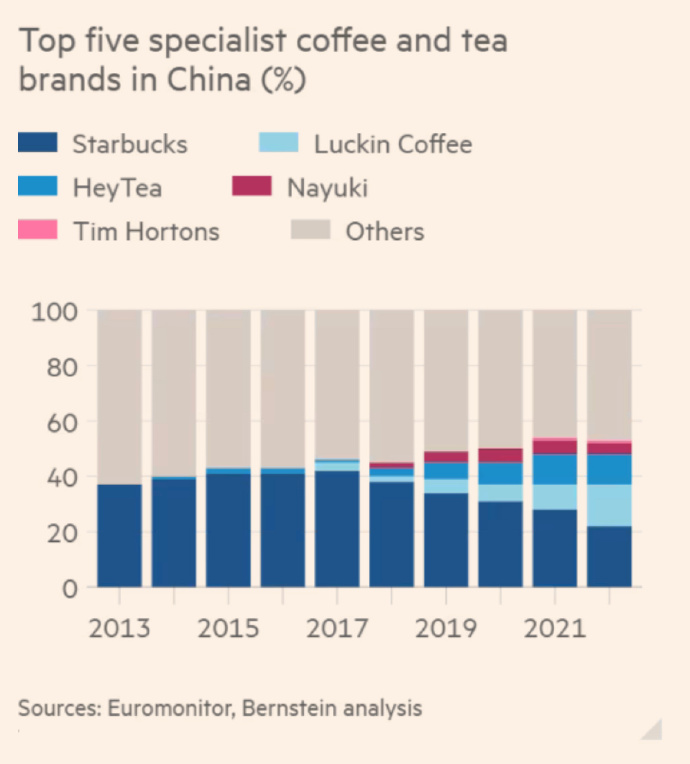 Top five specialist coffee and tea
brands in China (%)
Starbucks
Luckin Coffee
HeyTea
Nayuki
Tim Hortons
Others
100
80
60
40
20
0
2013
2015
2017
2019
2021
Sources: Euromonitor, Bernstein analysis